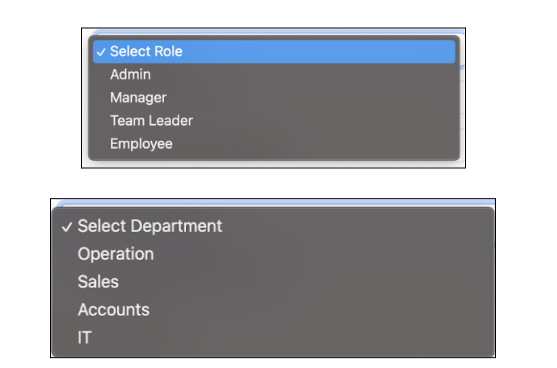 ✓ Select Role
Admin
Manager
Team Leader
Employee
✓ Select Department
Operation
Sales
Accounts
IT